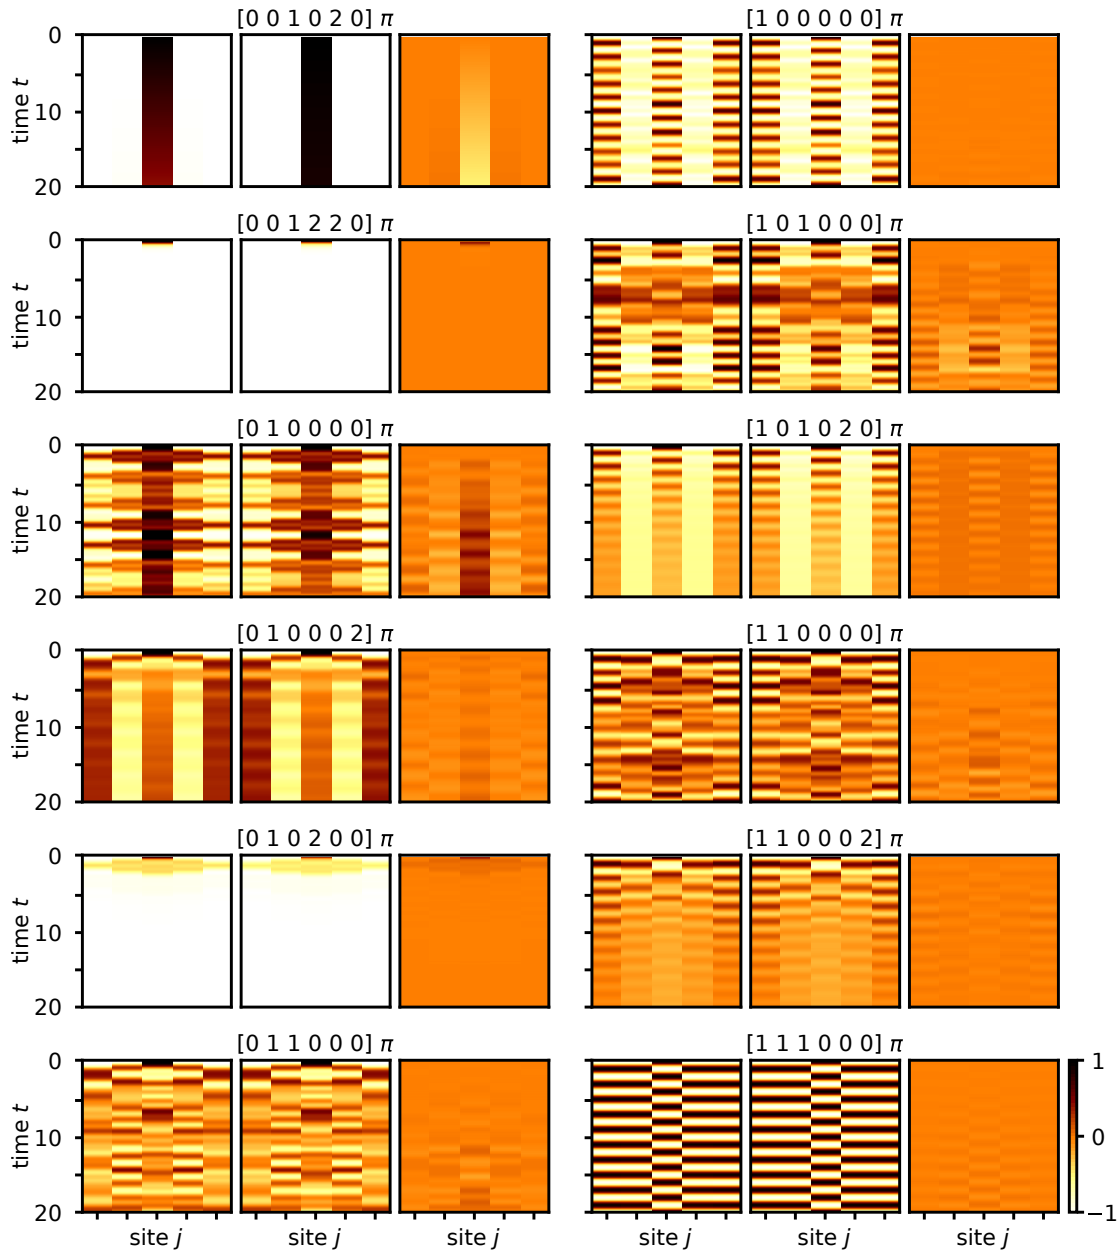 [0 0 1 0 2 0] π
[1 0 0 0 0 0] π
0
10
20
time t
[0 0 1 2 2 0] π
[1 0 1 0 0 0] π
0
10
20
time t
[0 1 0 0 0 0] π
[1 0 1 0 2 0] π
0
10
20
time t
[0 1 0 0 0 2] π
[1 1 0 0 0 0] π
0
10
20
time t
[0 1 0 2 0 0] π
[1 1 0 0 0 2] π
0
10
20
time t
[0 1 1 0 0 0] π
[1 1 1 0 0 0] π
0
10
20
time t
1
0
−1
site j
site j
site j
site j
site j
site j